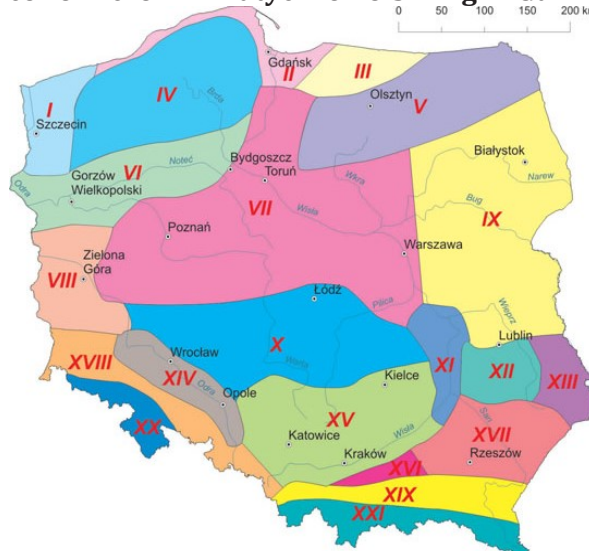 0 50 100 150 200 km
Gdańsk
II
III
I
IV
Brda
Olsztyn
V
Szczecin
Białystok
Narew
Odra
Gorzów
Wielkopolski
VI
Noteć
Bydgoszcz
Toruń
Wkra
VII
Wisła
Bug
IX
Poznań
Warszawa
Zielona
Góra
VIII
Łódź
Pilica
Wieprz
X
Lublin
Wrocław
Warta
XI
XII
XIII
XVIII
XIV
Odra
Opole
Kielce
XV
XX
Katowice
Kraków
Wisła
San
XVII
Rzeszów
XVI
XIX
XXI